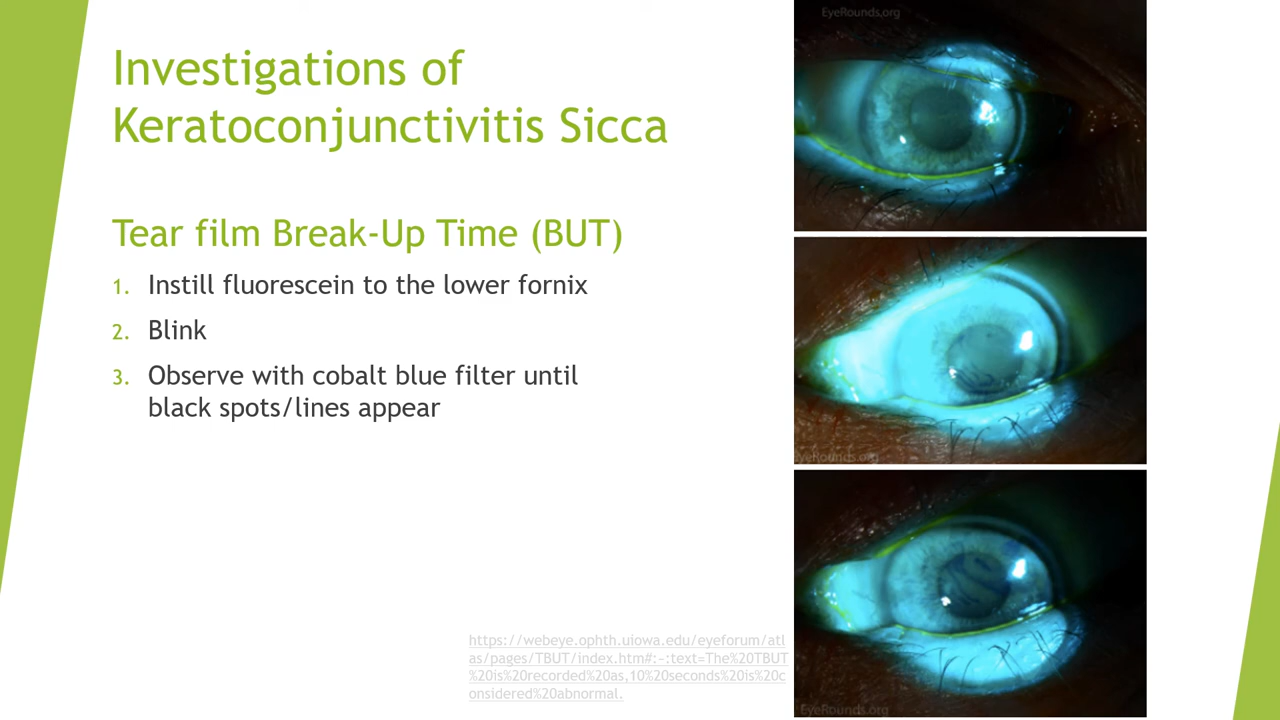 Investigations of
Keratoconjunctivitis Sicca
Tear film Break-Up Time (BUT)
1. Instill fluorescein to the lower fornix
2. Blink
3. Observe with cobalt blue filter until
black spots/lines appear
https://webeye.ophth.uiowa.edu/eyeforum/atl
as/pages/TBUT/index.htm#:~:text=The%20TBUT
%20is%20recorded%20as,10%20seconds%20is%20c
onsidered%20abnormal.
EyeRounds.org
EyeRounds.org
EyeRounds.org